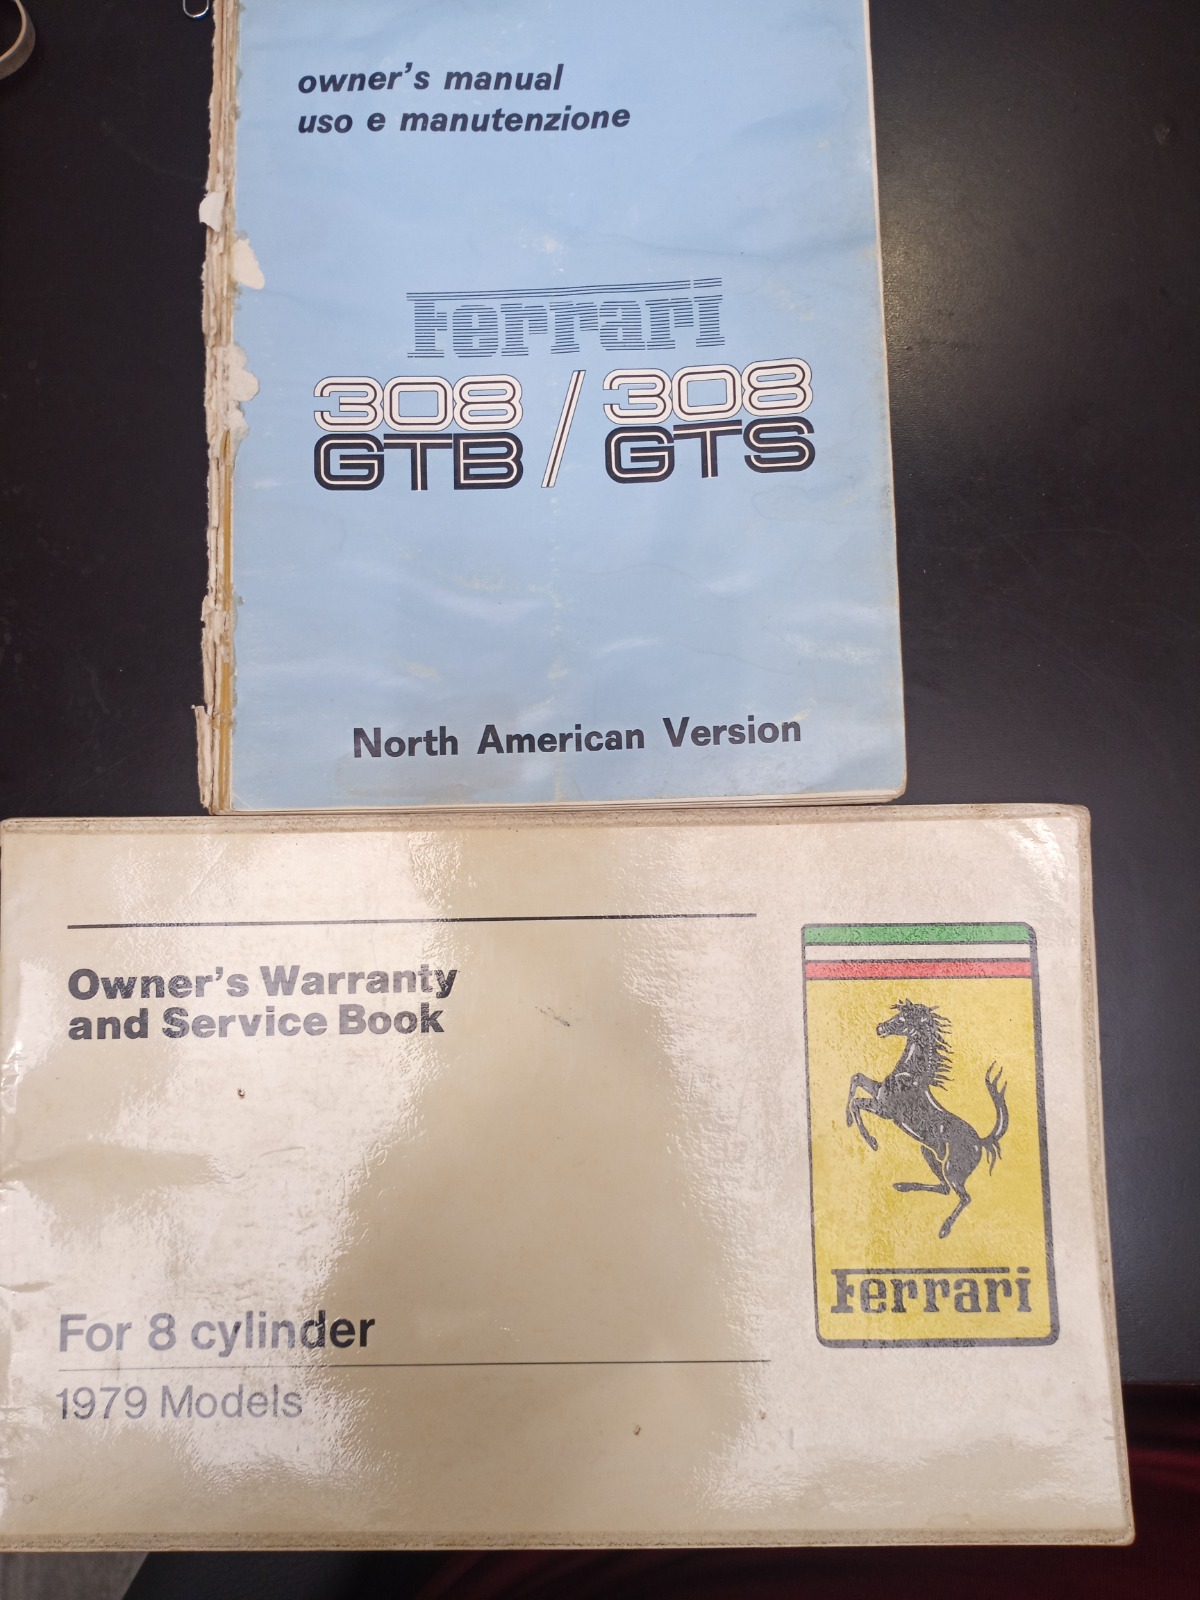 owner's manual
uso e manutenzione
Ferrari
308 / 308
GTB GTS
North American Version
Owner's Warranty
and Service Book
For 8 cylinder
1979 Models
Ferrari